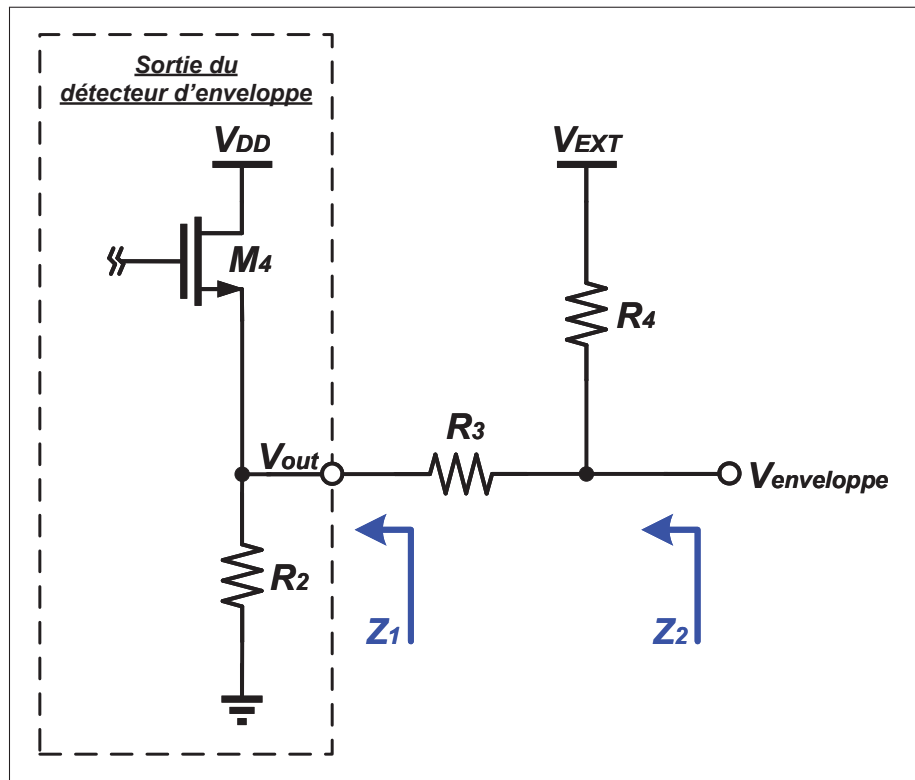 Sortie du
détecteur d'enveloppe
VDD
VEXT
M4
R4
R3
Vout
Venveloppe
R2
Z1
Z2